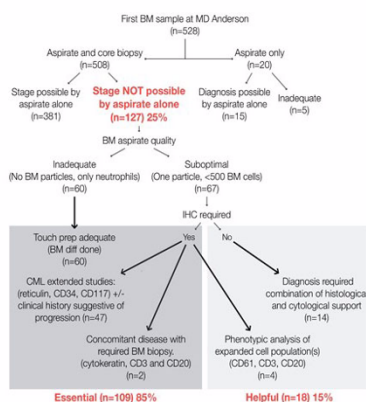 First BM sample at MD Anderson
(n=528)
Aspirate and core biopsy
(n=508)
Aspirate only
(n=20)
Stage possible by
aspirate alone
(n=381)
Stage NOT possible
by aspirate alone
(n=127) 25%
Diagnosis possible
by aspirate alone
(n=15)
Inadequate
(n=5)
BM aspirate quality
Inadequate
(No BM particles, only neutrophils)
(n=60)
Suboptimal
(One particle, <500 BM cells)
(n=67)
IHC required
Touch prep adequate
(BM diff done)
(n=60)
Yes
No
CML extended studies:
(reticulin, CD34, CD117) +/-
clinical history suggestive of
progression (n=47)
Diagnosis required
combination of histological
and cytological support
(n=14)
Concomitant disease with
required BM biopsy.
(cytokeratin, CD3 and CD20)
(n=2)
Phenotypic analysis of
expanded cell population(s)
(CD61, CD3, CD20)
(n=4)
Essential (n=109) 85%
Helpful (n=18) 15%